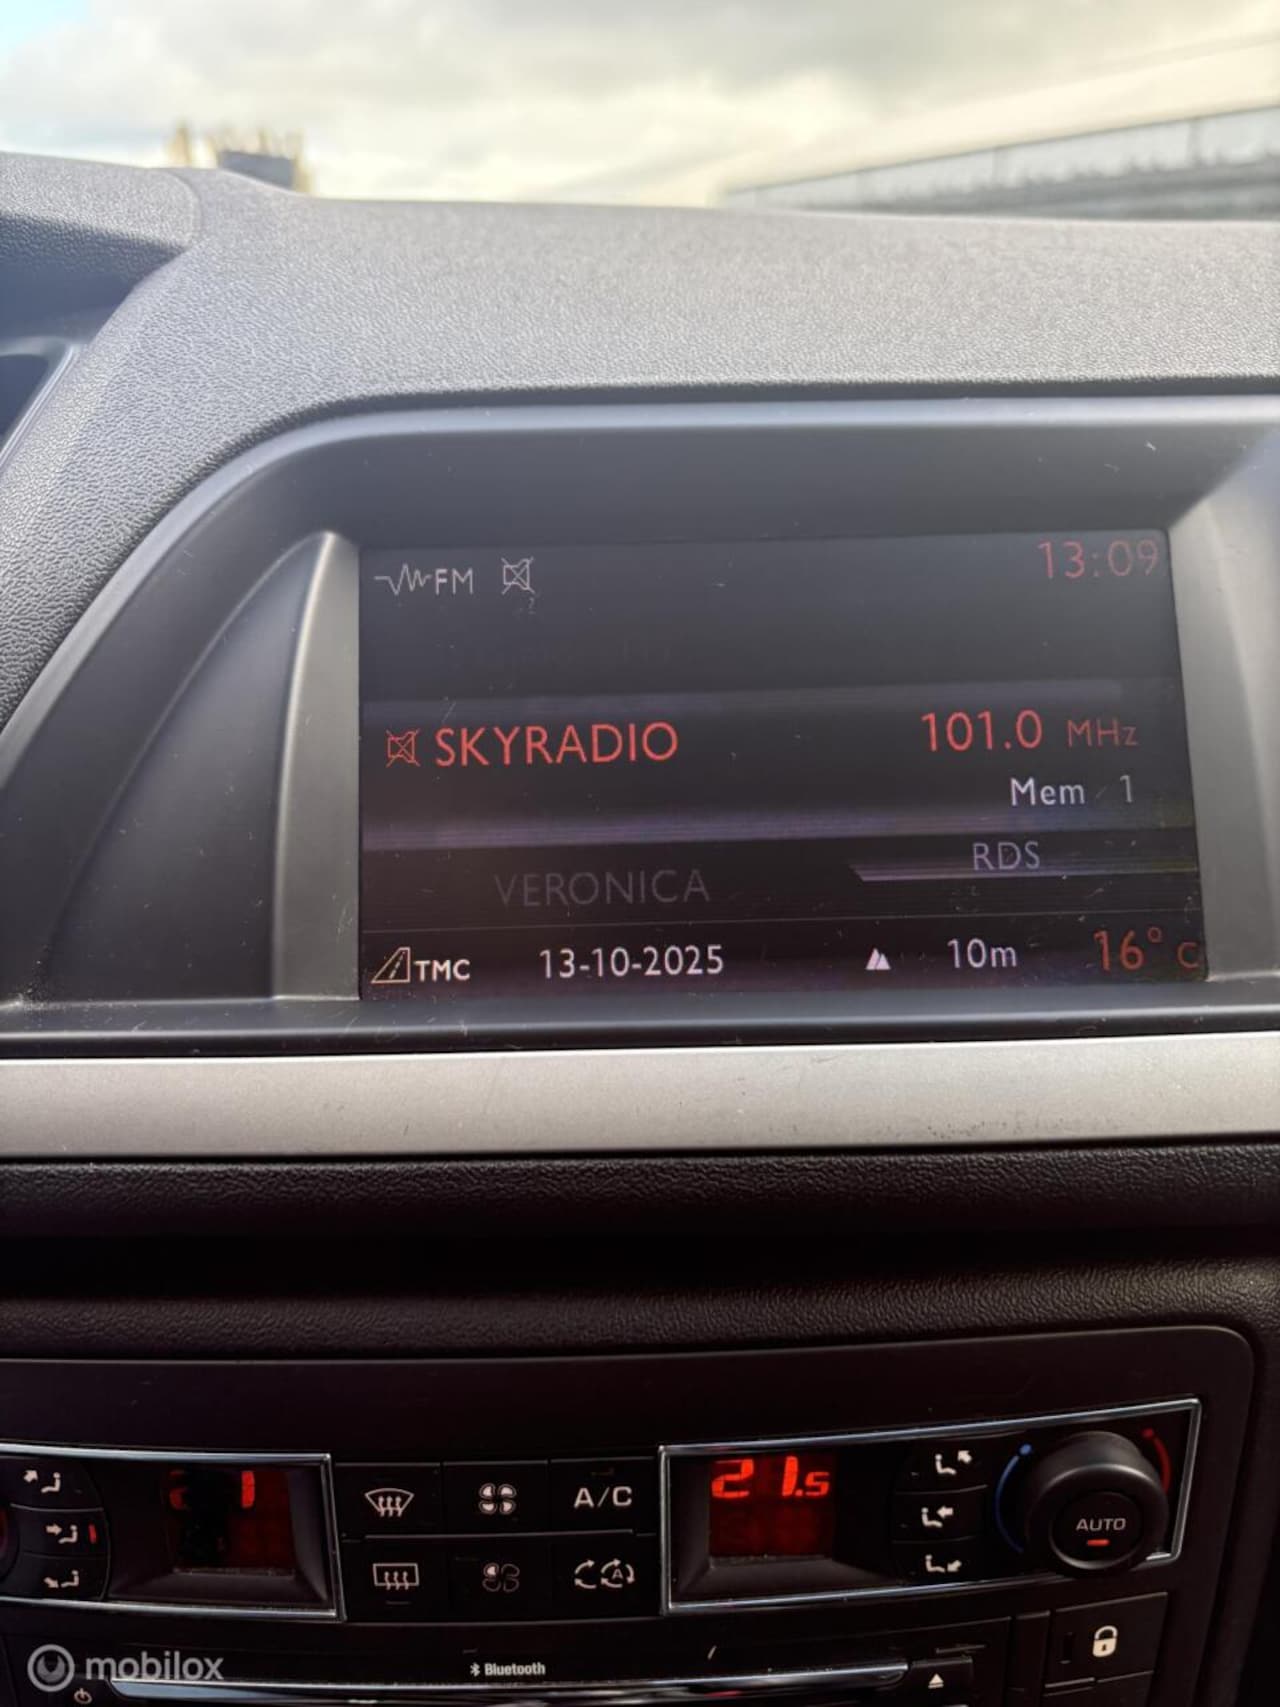 FM 13:09
SKYRADIO 101.0 MHz
Mem 1
RDS
VERONICA
TMC 13-10-2025 10m 16° C
21.5
A/C
AUTO
A
Bluetooth
mobilox